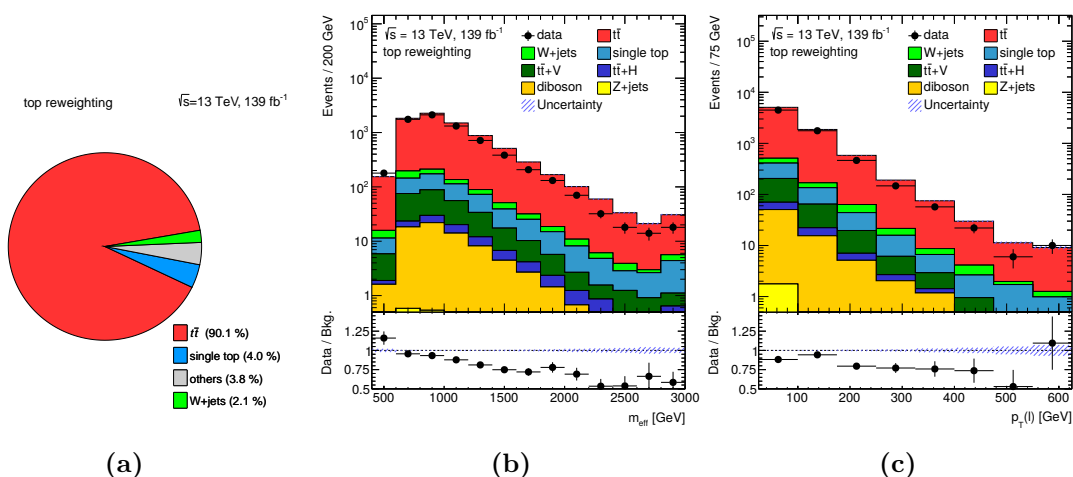 top reweighting
√s=13 TeV, 139 fb⁻¹
tt̄ (90.1 %)
single top (4.0 %)
others (3.8 %)
W+jets (2.1 %)
(a)
Events / 200 GeV
10⁵
10⁴
10³
10²
10
1
√s = 13 TeV, 139 fb⁻¹
top reweighting
data
tt̄
W+jets
single top
tt̄+V
tt̄+H
diboson
Z+jets
Uncertainty
Data / Bkg.
1.25
1
0.75
0.5
500 1000 1500 2000 2500 3000
m_eff [GeV]
(b)
Events / 75 GeV
10⁵
10⁴
10³
10²
10
1
√s = 13 TeV, 139 fb⁻¹
top reweighting
data
tt̄
W+jets
single top
tt̄+V
tt̄+H
diboson
Z+jets
Uncertainty
Data / Bkg.
1.25
1
0.75
0.5
100 200 300 400 500 600
p_T(l) [GeV]
(c)